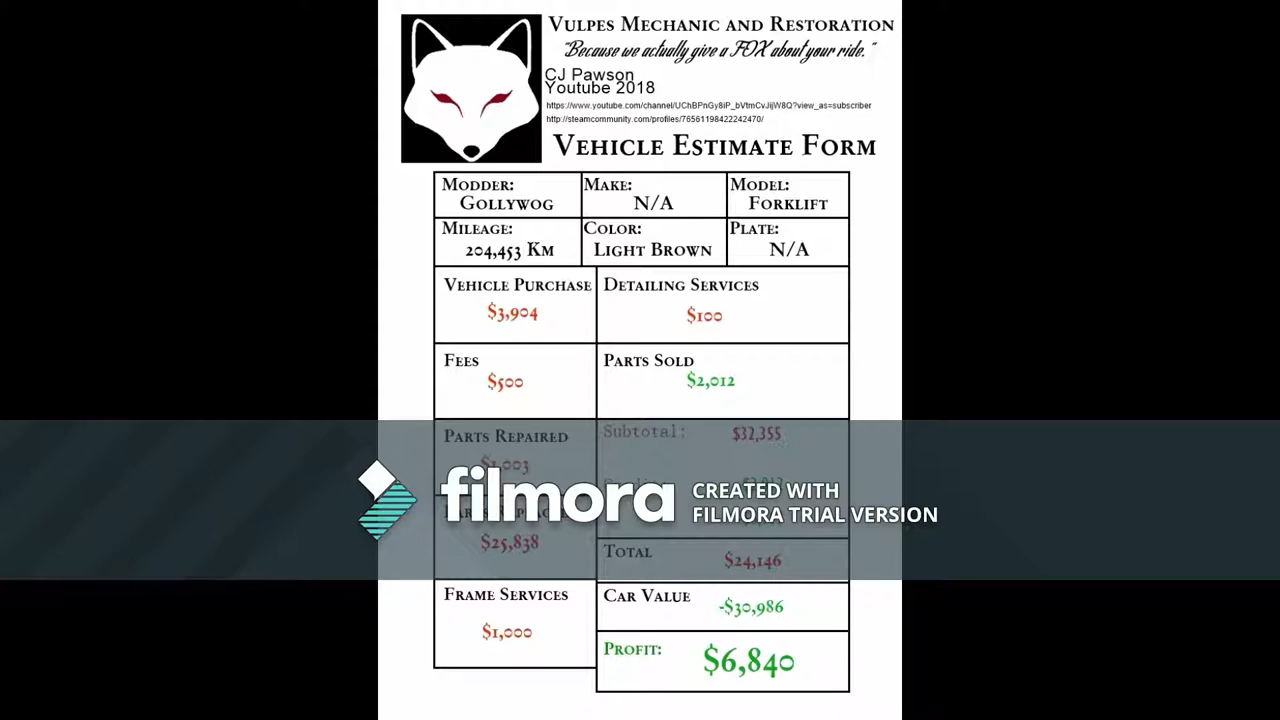 Vulpes Mechanic and Restoration
"Because we actually give a FOX about your ride."
CJ Pawson
Youtube 2018
https://www.youtube.com/channel/UChBPnGy8iP_bVtmCvJijW8Q?view_as=subscriber
http://steamcommunity.com/profiles/76561198422242470/
Vehicle Estimate Form
Modder:
Gollywog
Make:
N/A
Model:
Forklift
Mileage:
204,453 Km
Color:
Light Brown
Plate:
N/A
Vehicle Purchase
$3,904
Detailing Services
$100
Fees
$500
Parts Sold
$2,012
Parts Repaired
$1,003
Subtotal:
$32,355
filmora
CREATED WITH
FILMORA TRIAL VERSION
$25,838
Total
$24,146
Frame Services
$1,000
Car Value
-$30,986
Profit:
$6,840